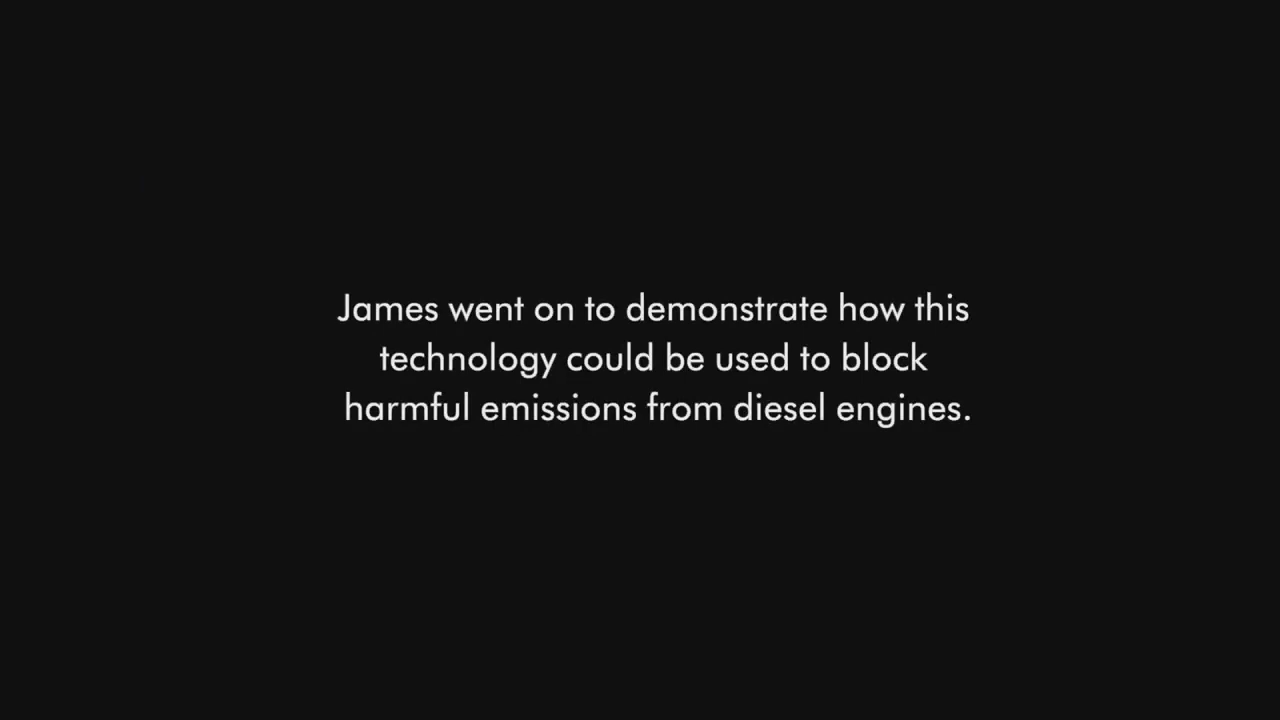 James went on to demonstrate how this
technology could be used to block
harmful emissions from diesel engines.